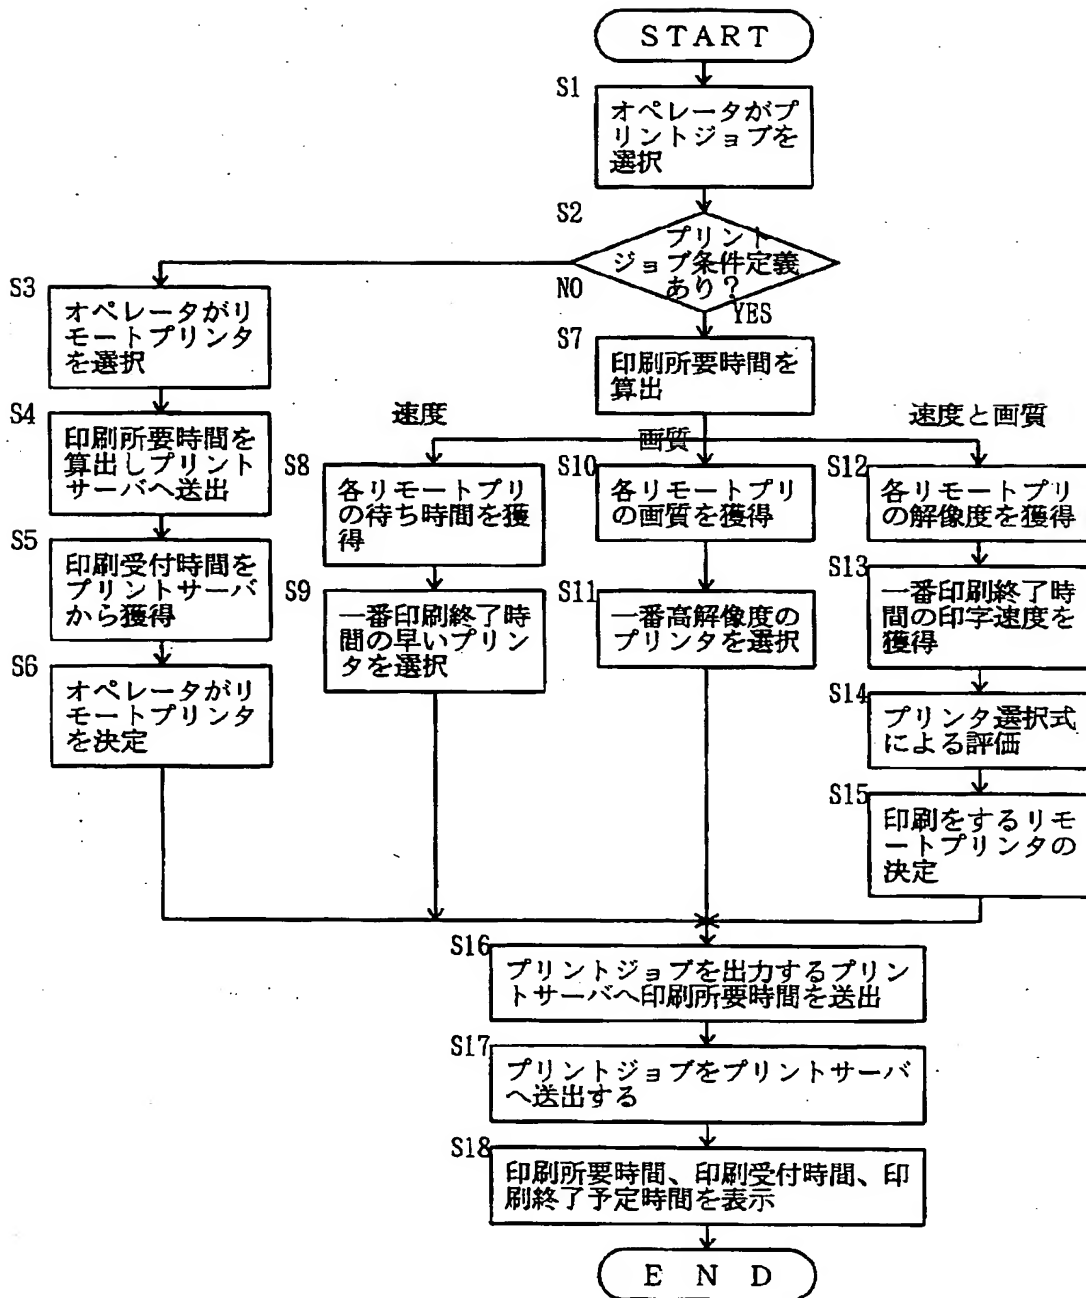 START
S1
オペレータがプ
リントジョブを
選択
S2
プリント
ジョブ条件定義
あり?
NO
YES
S3
オペレータがリ
モートプリンタ
を選択
S4
印刷所要時間を
算出しプリント
サーバへ送出
S5
印刷受付時間を
プリントサーバ
から獲得
S6
オペレータがリ
モートプリンタ
を決定
S7
印刷所要時間を
算出
速度
画質
速度と画質
S8
各リモートプリ
の待ち時間を獲
得
S9
一番印刷終了時
間の早いプリン
タを選択
S10
各リモートプリ
の画質を獲得
S11
一番高解像度の
プリンタを選択
S12
各リモートプリ
の解像度を獲得
S13
一番印刷終了時
間の印字速度を
獲得
S14
プリンタ選択式
による評価
S15
印刷をするリモ
ートプリンタの
決定
S16
プリントジョブを出力するプリン
トサーバへ印刷所要時間を送出
S17
プリントジョブをプリントサーバ
へ送出する
S18
印刷所要時間、印刷受付時間、印
刷終了予定時間を表示
END